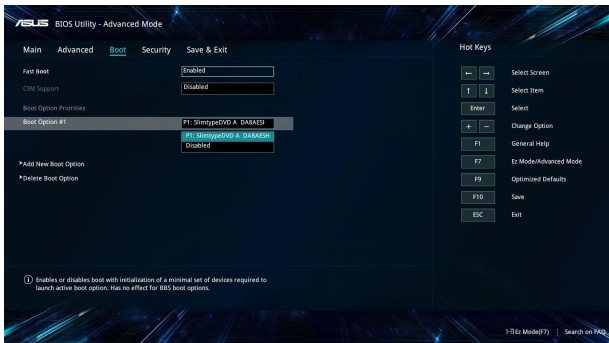 ASUS BIOS Utility - Advanced Mode
Main Advanced Boot Security Save & Exit
Hot Keys
Fast Boot Enabled
CSM Support Disabled
Boot Option Priorities
Boot Option #1 P1: SlimtypeDVD A DA8AESI
P1: SlimtypeDVD A DA8AESH
Disabled
Add New Boot Option
Delete Boot Option
← → Select Screen
↑ ↓ Select Item
Enter Select
+ − Change Option
F1 General Help
F7 Ez Mode/Advanced Mode
F9 Optimized Defaults
F10 Save
ESC Exit
Enables or disables boot with initialization of a minimal set of devices required to
launch active boot option. Has no effect for BBS boot options.
Ez Mode(F7) | Search on FAQ